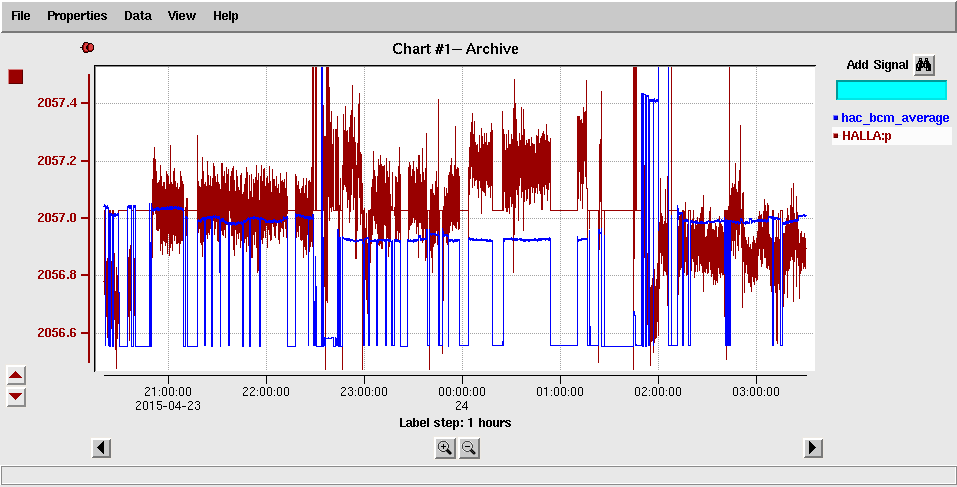 File Properties Data View Help
Chart #1-- Archive
Add Signal
hac_bcm_average
HALLA:p
2057.4
2057.2
2057.0
2056.8
2056.6
21:00:00 22:00:00 23:00:00 00:00:00 01:00:00 02:00:00 03:00:00
2015-04-23 24
Label step: 1 hours